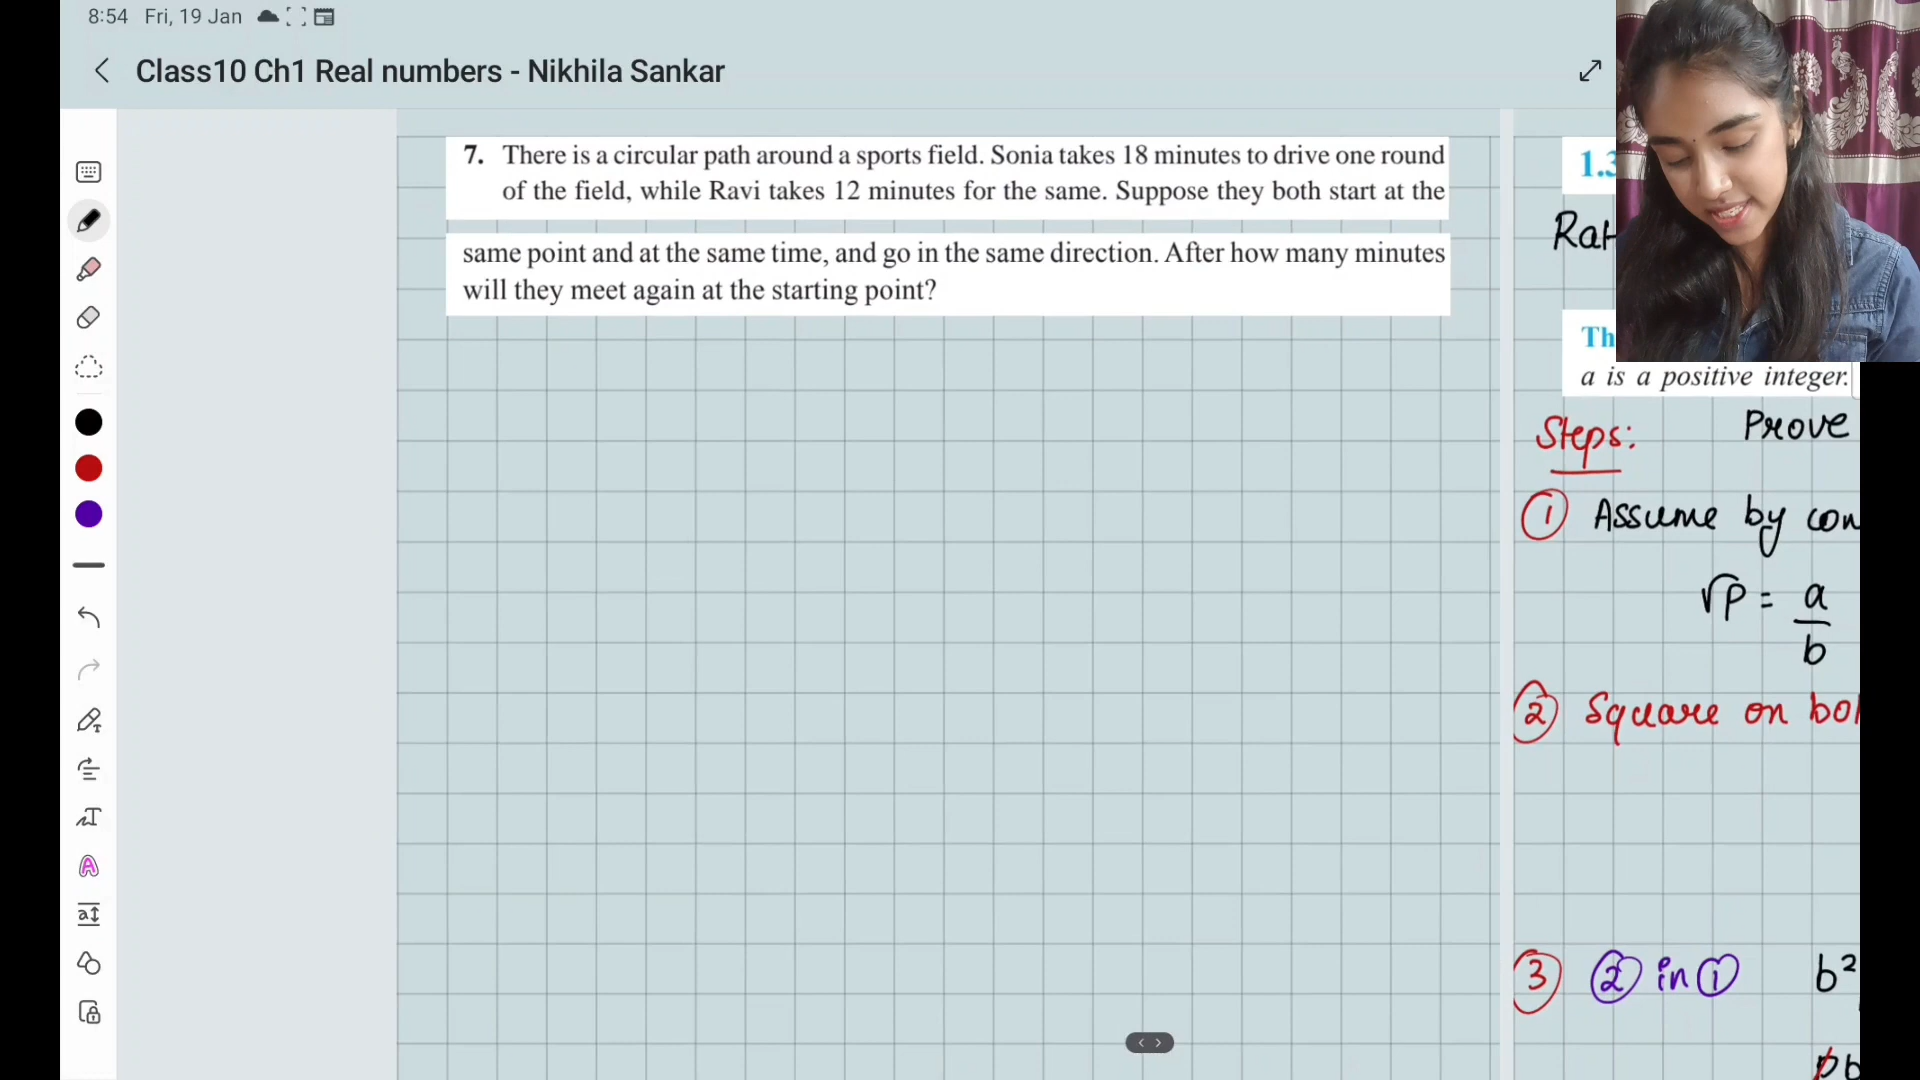 8:54 Fri, 19 Jan
Class10 Ch1 Real numbers - Nikhila Sankar
7. There is a circular path around a sports field. Sonia takes 18 minutes to drive one round
of the field, while Ravi takes 12 minutes for the same. Suppose they both start at the
same point and at the same time, and go in the same direction. After how many minutes
will they meet again at the starting point?
1.3
Th
a is a positive integer.
Steps: Prove
① Assume by con
√p = a
b
② Square on bo
③ ② in ① b²
pb